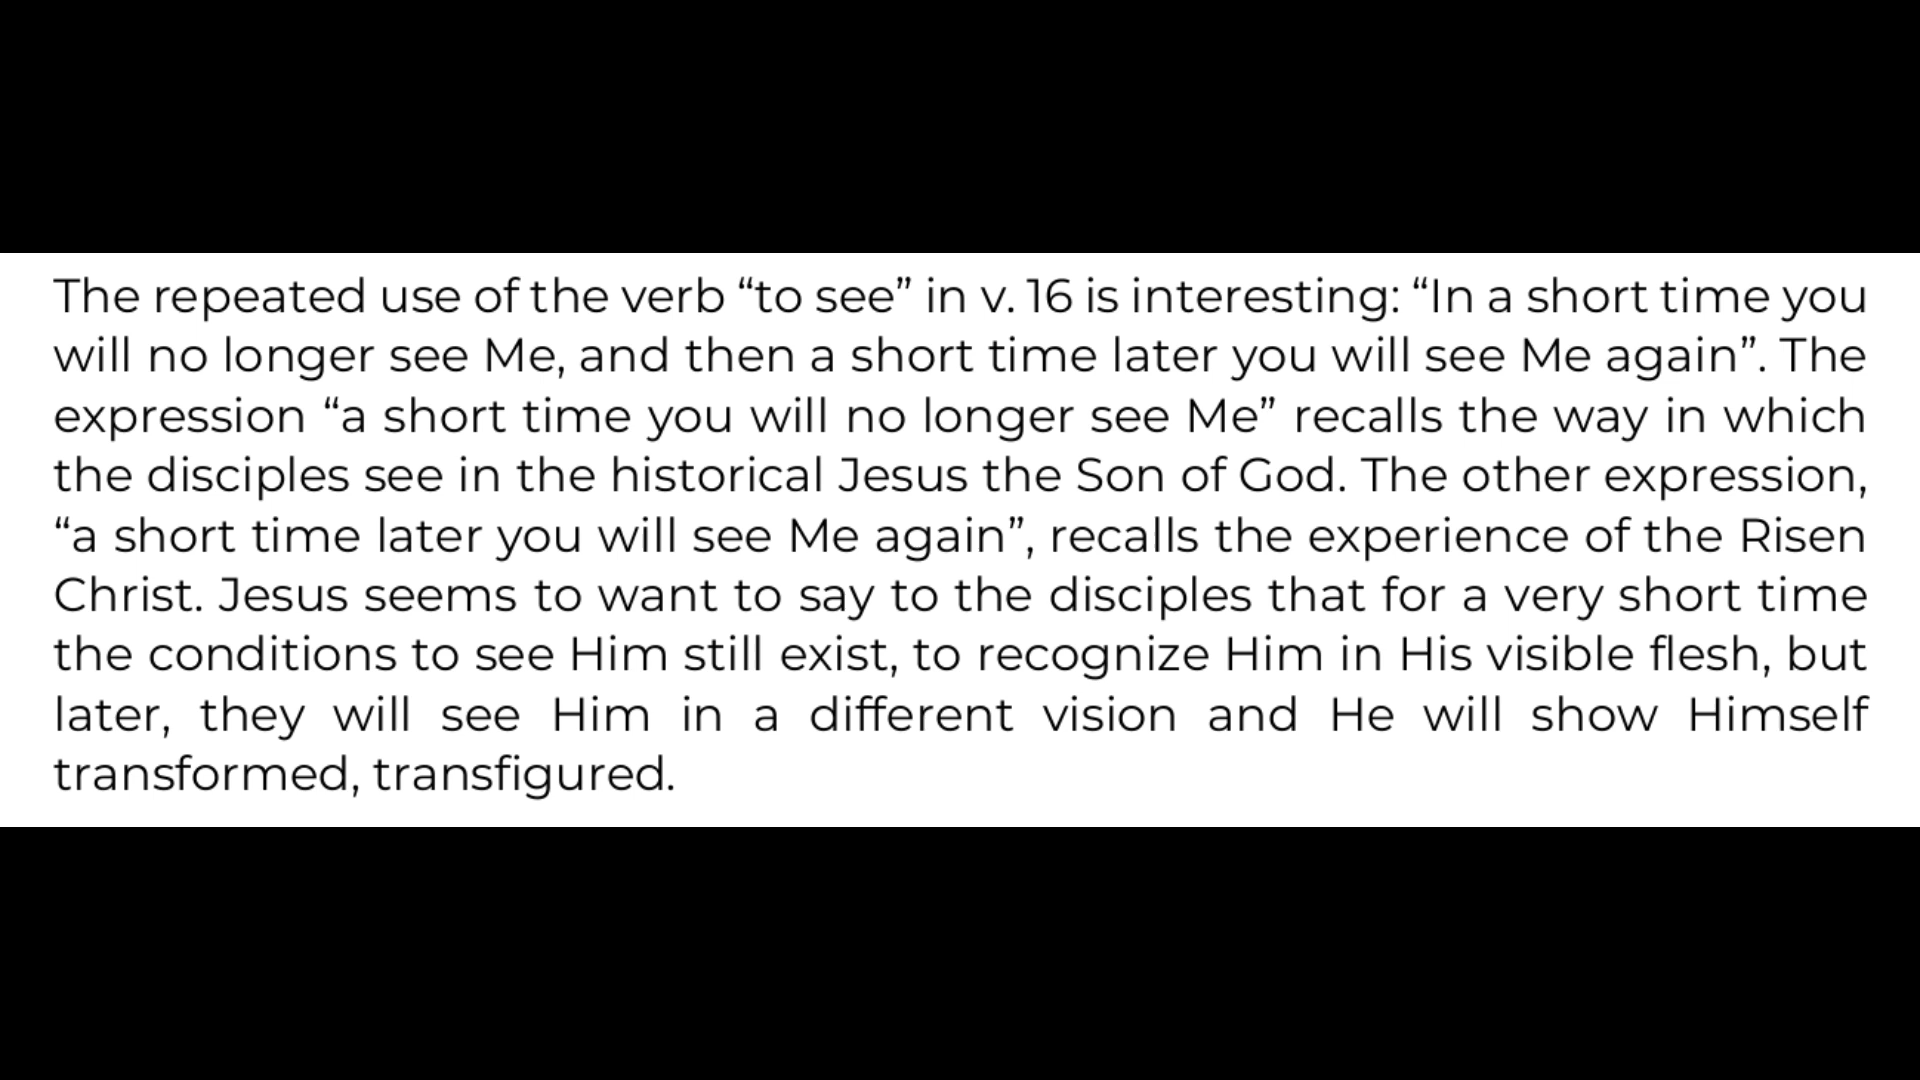 The repeated use of the verb “to see” in v. 16 is interesting: “In a short time you
will no longer see Me, and then a short time later you will see Me again”. The
expression “a short time you will no longer see Me” recalls the way in which
the disciples see in the historical Jesus the Son of God. The other expression,
“a short time later you will see Me again”, recalls the experience of the Risen
Christ. Jesus seems to want to say to the disciples that for a very short time
the conditions to see Him still exist, to recognize Him in His visible flesh, but
later, they will see Him in a different vision and He will show Himself
transformed, transfigured.